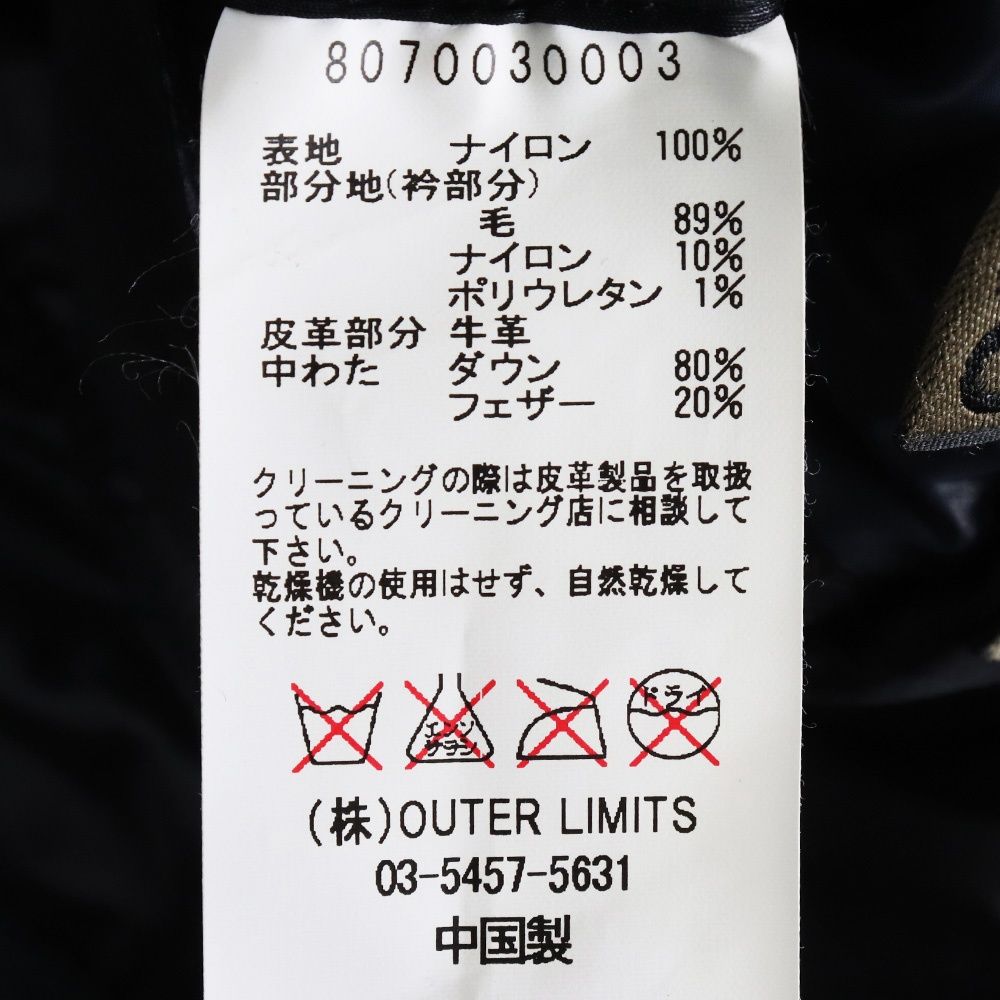 8070030003
表地 ナイロン 100%
部分地(衿部分)
毛 89%
ナイロン 10%
ポリウレタン 1%
皮革部分 牛革
中わた ダウン 80%
フェザー 20%
クリーニングの際は皮革製品を取扱
っているクリーニング店に相談して
下さい。
乾燥機の使用はせず、自然乾燥して
ください。
エンソ
サラシ
ドライ
(株)OUTER LIMITS
03-5457-5631
中国製